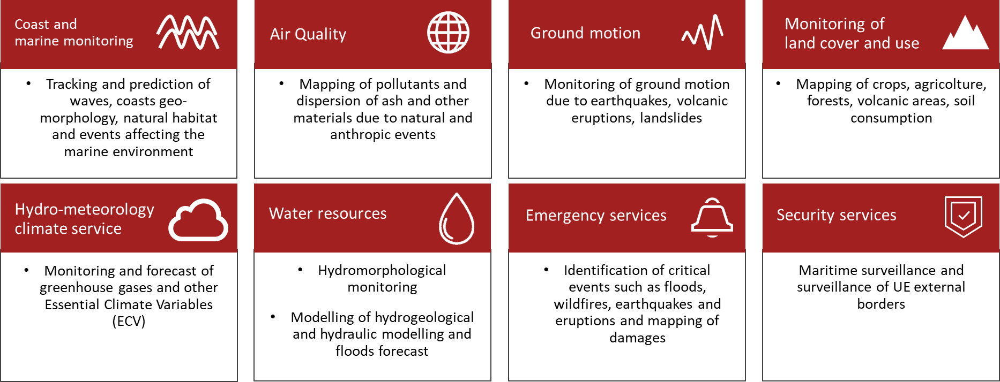 Coast and
marine monitoring
• Tracking and prediction of
waves, coasts geo-
morphology, natural habitat
and events affecting the
marine environment
Air Quality
• Mapping of pollutants and
dispersion of ash and other
materials due to natural and
anthropic events
Ground motion
• Monitoring of ground motion
due to earthquakes, volcanic
eruptions, landslides
Monitoring of
land cover and use
• Mapping of crops, agricolture,
forests, volcanic areas, soil
consumption
Hydro-meteorology
climate service
• Monitoring and forecast of
greenhouse gases and other
Essential Climate Variables
(ECV)
Water resources
• Hydromorphological
monitoring
• Modelling of hydrogeological
and hydraulic modelling and
floods forecast
Emergency services
• Identification of critical
events such as floods,
wildfires, earthquakes and
eruptions and mapping of
damages
Security services
Maritime surveillance and
surveillance of UE external
borders